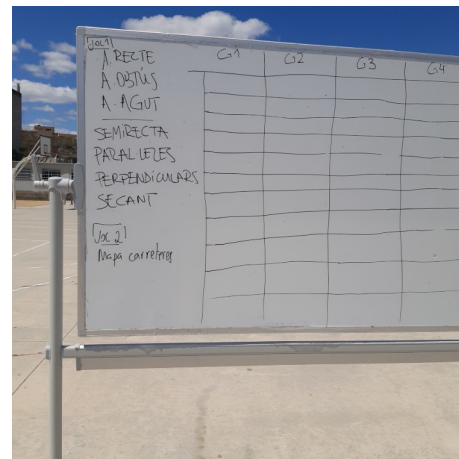 Joc 1
G1 G2 G3 G4
A. RECTE
A. OBTÚS
A. AGUT
SEMIRECTA
PARAL·LELES
PERPENDICULARS
SECANT
Joc 2
Mapa carreteres